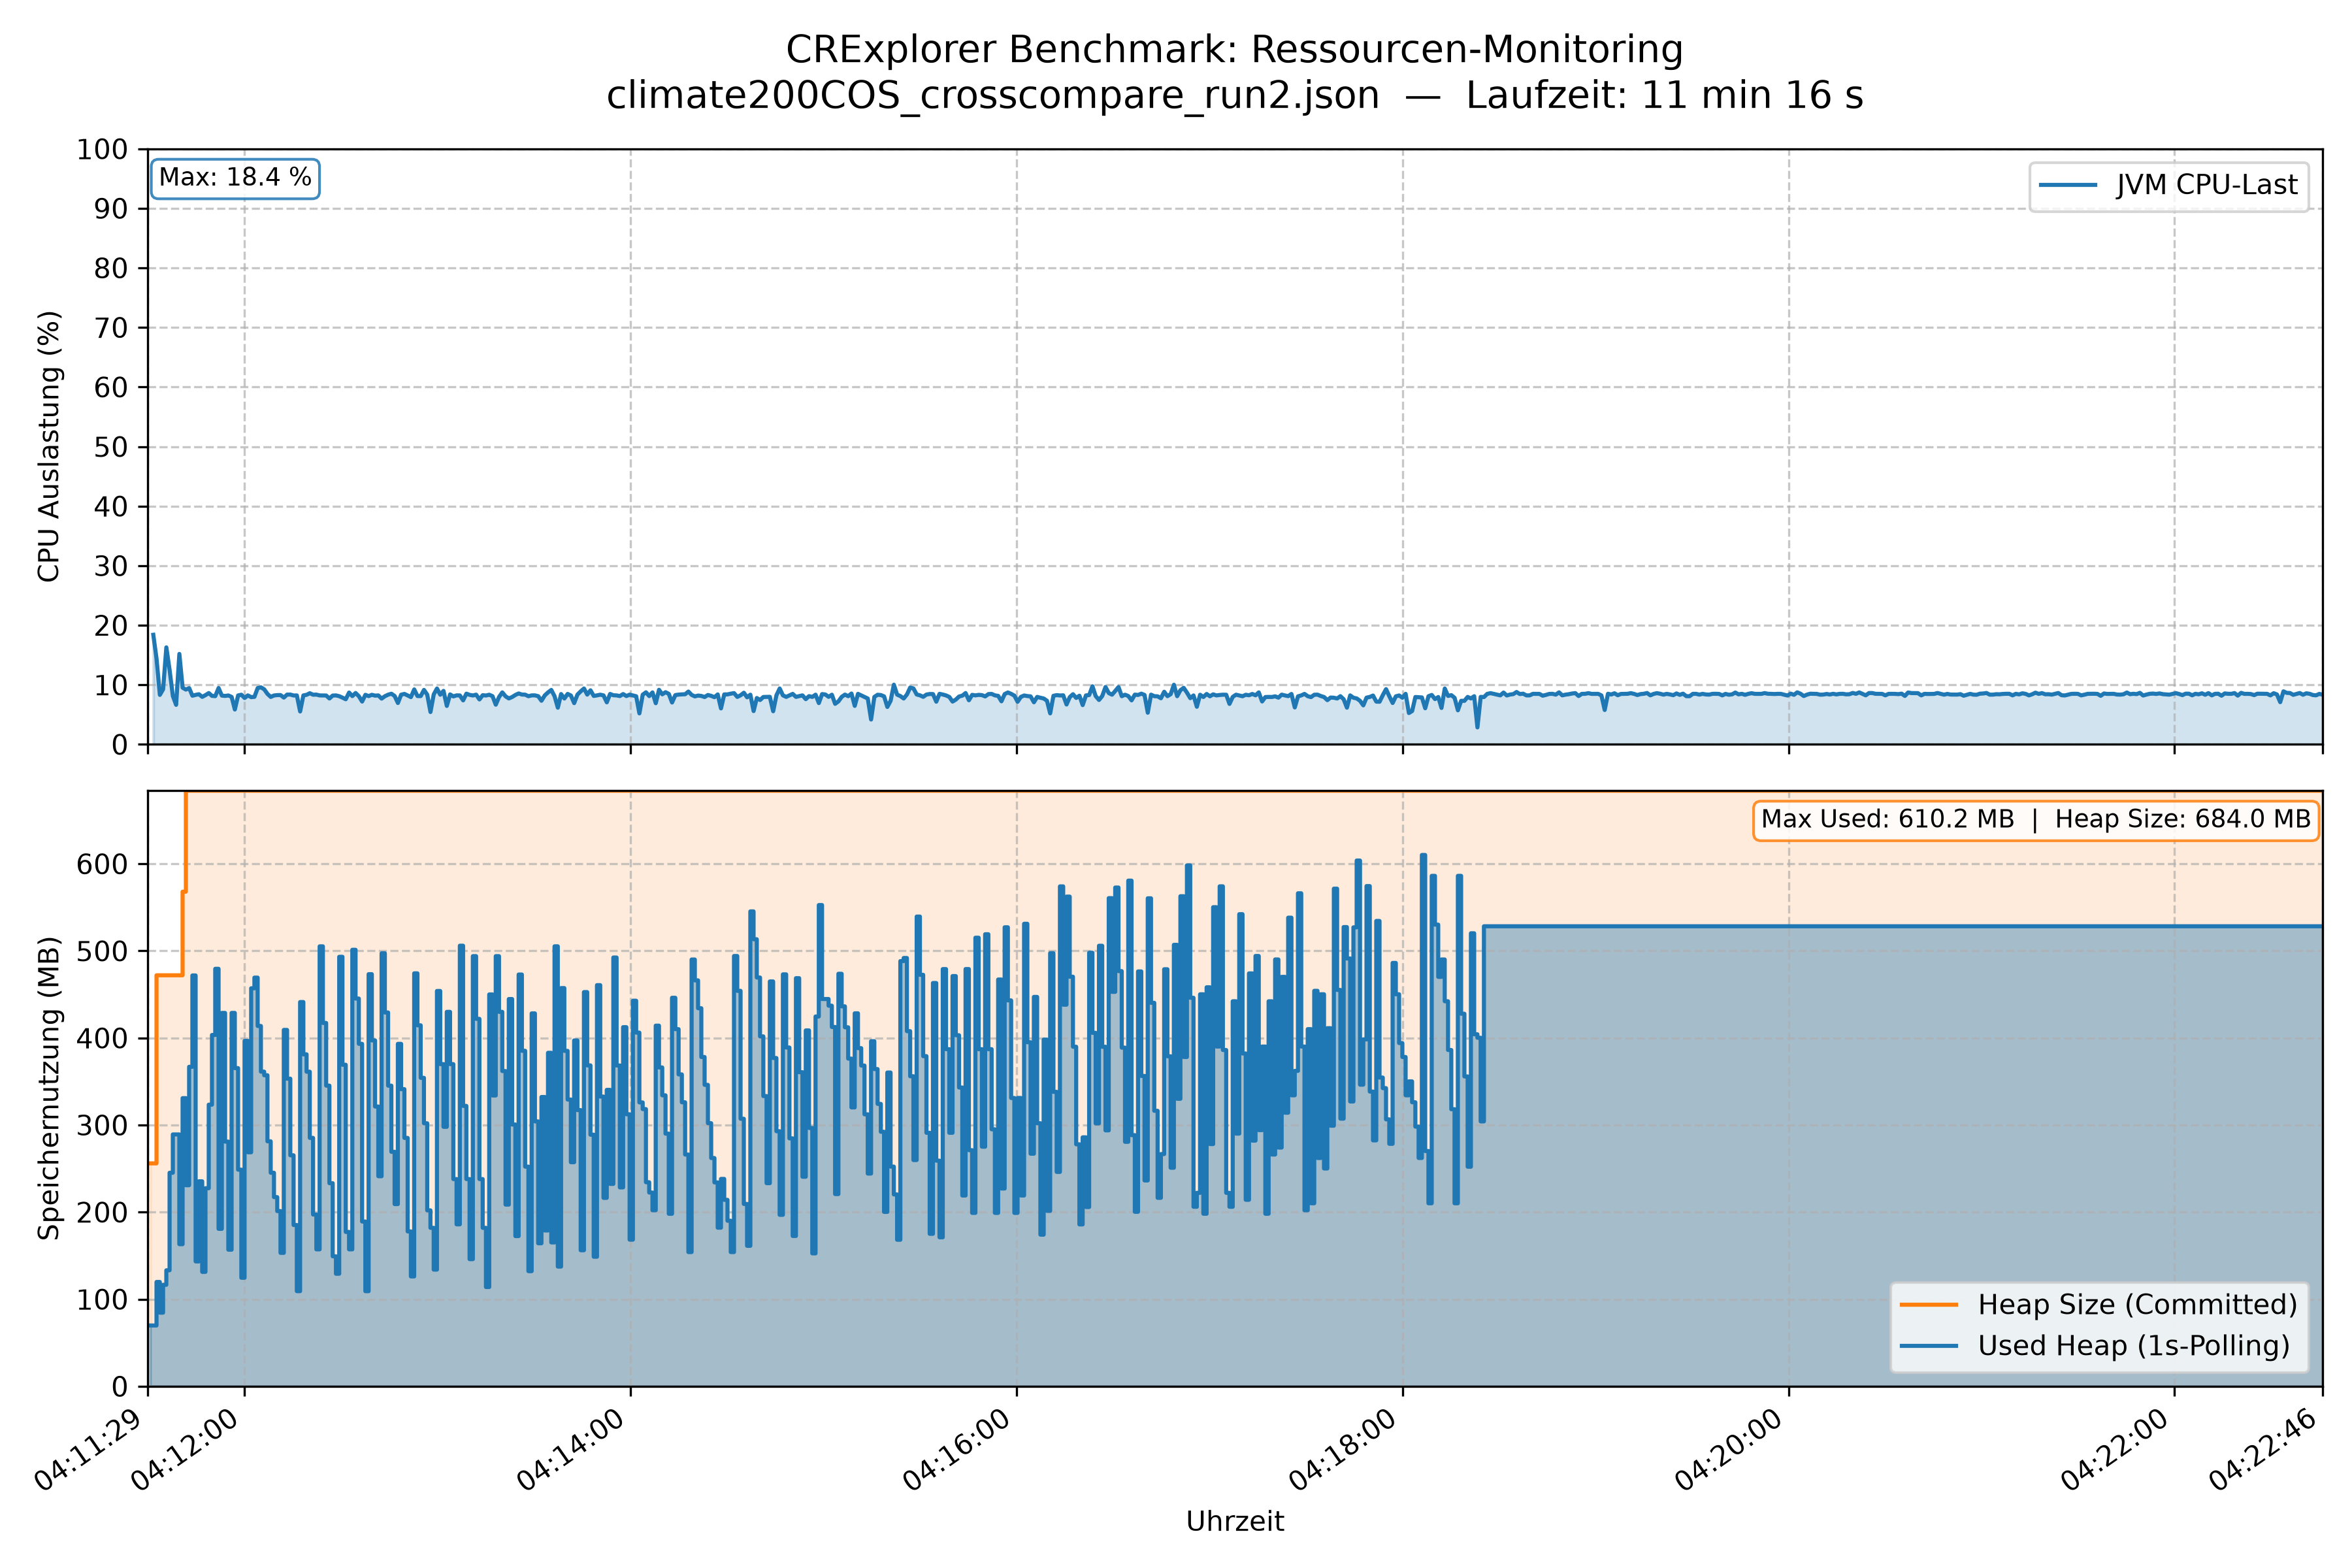 CRExplorer Benchmark: Ressourcen-Monitoring
climate200COS_crosscompare_run2.json — Laufzeit: 11 min 16 s
100
90
80
70
60
50
40
30
20
10
0
CPU Auslastung (%)
Max: 18.4 %
JVM CPU-Last
600
500
400
300
200
100
0
Speichernutzung (MB)
Max Used: 610.2 MB | Heap Size: 684.0 MB
Heap Size (Committed)
Used Heap (1s-Polling)
04:11:29
04:12:00
04:14:00
04:16:00
04:18:00
04:20:00
04:22:00
04:22:46
Uhrzeit